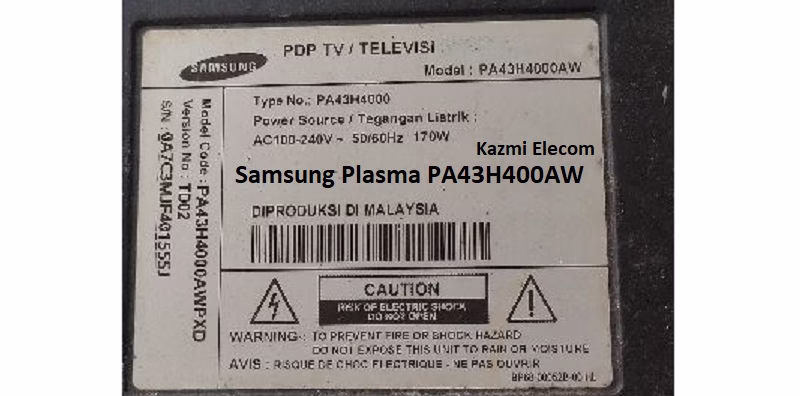 SAMSUNG
PDP TV / TELEVISI
Model : PA43H4000AW
Type No.: PA43H4000
Power Source / Tegangan Listrik :
AC100-240V ~ 50/60Hz 170W
Kazmi Elecom
Samsung Plasma PA43H400AW
DIPRODUKSI DI MALAYSIA
Model Code : PA43H4000AWPXD
Version No : TD02
S/N : 0A7C3MJF401555J
CAUTION
RISK OF ELECTRIC SHOCK
DO NOT OPEN
WARNING : TO PREVENT FIRE OR SHOCK HAZARD
DO NOT EXPOSE THIS UNIT TO RAIN OR MOISTURE
AVIS : RISQUE DE CHOC ELECTRIQUE - NE PAS OUVRIR